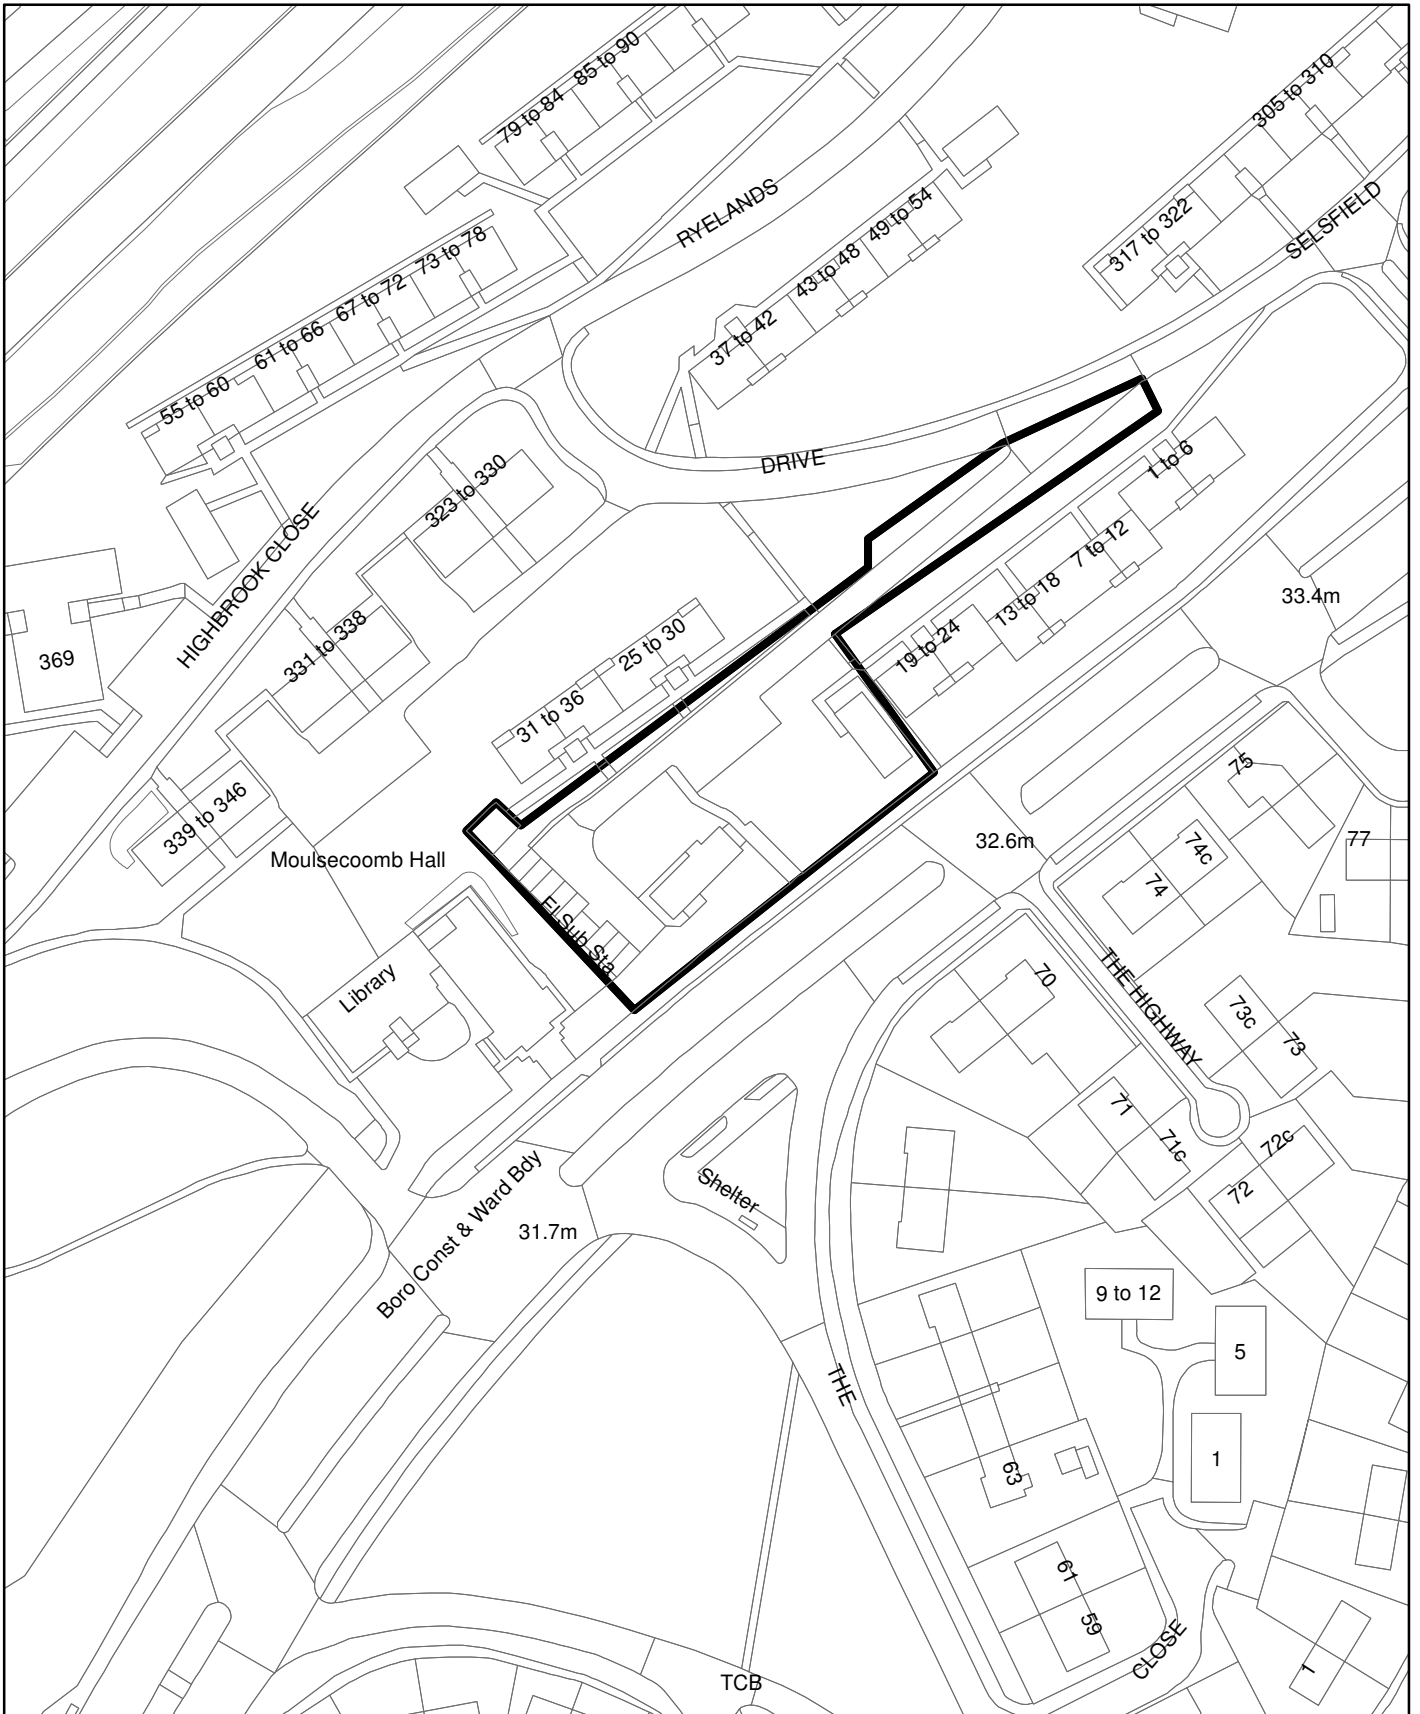 85 to 90
79 to 84
305 to 310
RYELANDS
49 to 54
43 to 48
37 to 42
317 to 322
SELSFIELD
73 to 78
67 to 72
61 to 66
55 to 60
DRIVE
1 to 6
7 to 12
13 to 18
19 to 24
323 to 330
HIGHBROOK CLOSE
33.4m
25 to 30
331 to 338
369
31 to 36
75
339 to 346
32.6m
77
Moulsecoomb Hall
74c
74
El Sub Sta
Library
70
THE HIGHWAY
73c
73
71
71c
72c
72
Shelter
Boro Const & Ward Bdy
31.7m
9 to 12
5
THE
1
63
61
59
CLOSE
1
TCB